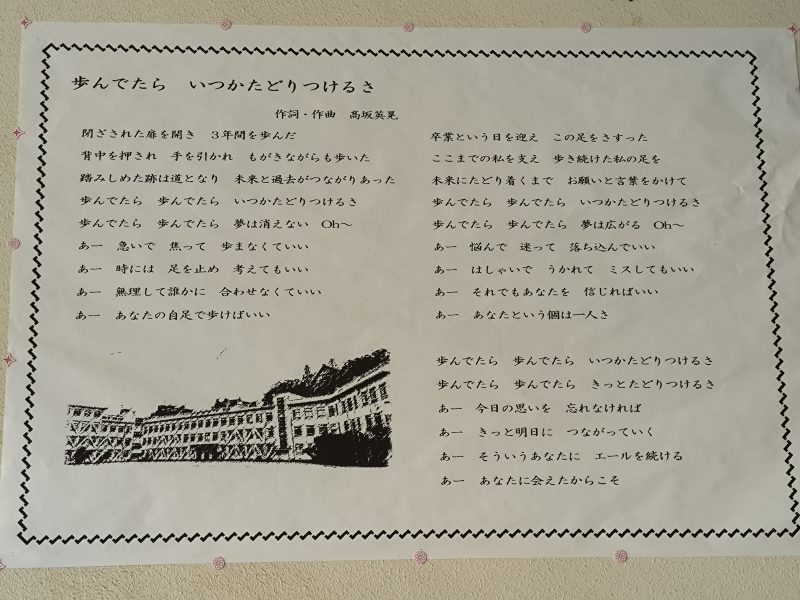 歩んでたら　いつかたどりつけるさ
作詞・作曲　高坂英晃
閉ざされた扉を開き　３年間を歩んだ
背中を押され　手を引かれ　もがきながらも歩いた
踏みしめた跡は道となり　未来と過去がつながりあった
歩んでたら　歩んでたら　いつかたどりつけるさ
歩んでたら　歩んでたら　夢は消えない　Oh～
あー　急いで　焦って　歩まなくていい
あー　時には　足を止め　考えてもいい
あー　無理して誰かに　合わせなくていい
あー　あなたの自足で歩けばいい
卒業という日を迎え　この足をさすった
ここまでの私を支え　歩き続けた私の足を
未来にたどり着くまで　お願いと言葉をかけて
歩んでたら　歩んでたら　いつかたどりつけるさ
歩んでたら　歩んでたら　夢は広がる　Oh～
あー　悩んで　迷って　落ち込んでいい
あー　はしゃいで　うかれて　ミスしてもいい
あー　それでもあなたを　信じればいい
あー　あなたという個は一人さ
歩んでたら　歩んでたら　いつかたどりつけるさ
歩んでたら　歩んでたら　きっとたどりつけるさ
あー　今日の思いを　忘れなければ
あー　きっと明日に　つながっていく
あー　そういうあなたに　エールを続ける
あー　あなたに会えたからこそ